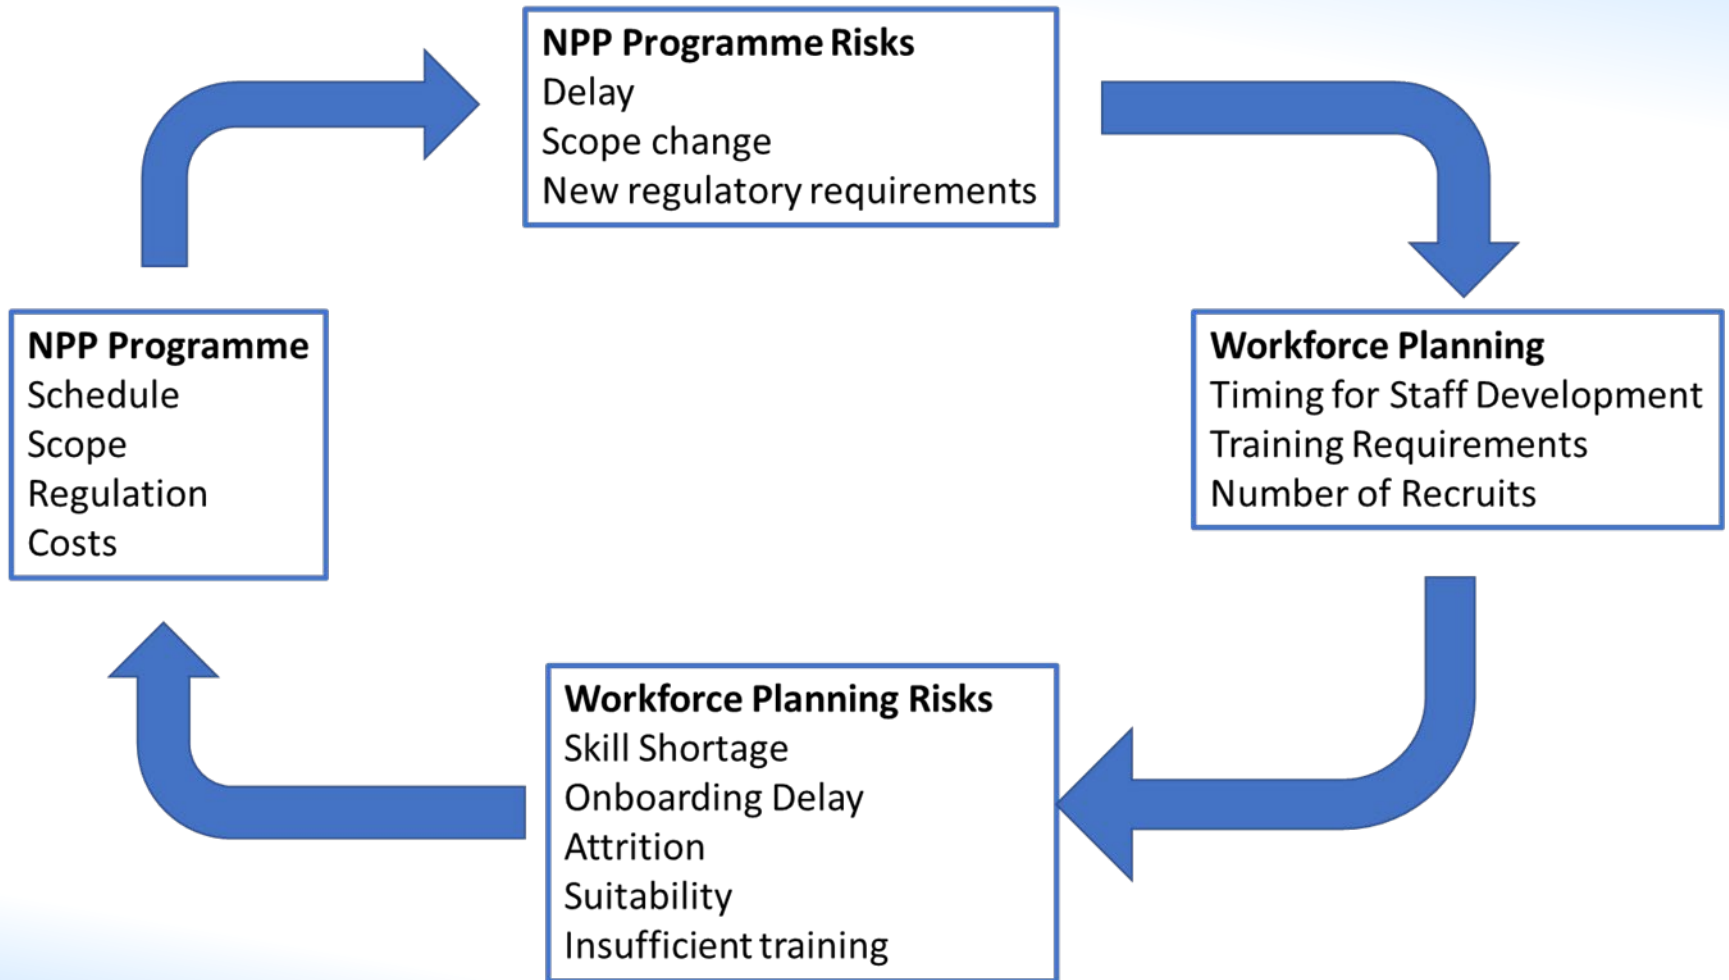 NPP Programme Risks
Delay
Scope change
New regulatory requirements
NPP Programme
Schedule
Scope
Regulation
Costs
Workforce Planning
Timing for Staff Development
Training Requirements
Number of Recruits
Workforce Planning Risks
Skill Shortage
Onboarding Delay
Attrition
Suitability
Insufficient training